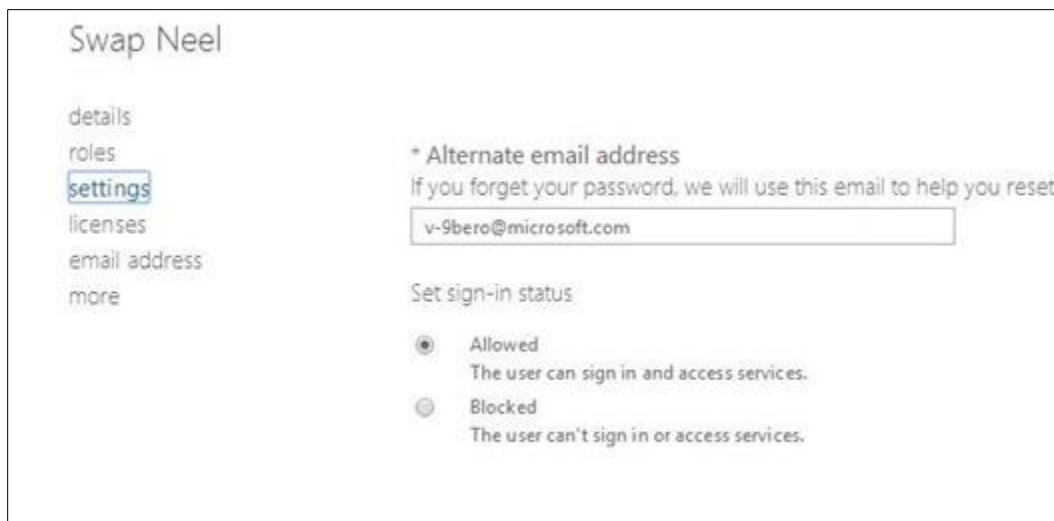 Swap Neel
details
roles
settings
licenses
email address
more
* Alternate email address
If you forget your password, we will use this email to help you reset
v-9bero@microsoft.com
Set sign-in status
Allowed
The user can sign in and access services.
Blocked
The user can't sign in or access services.